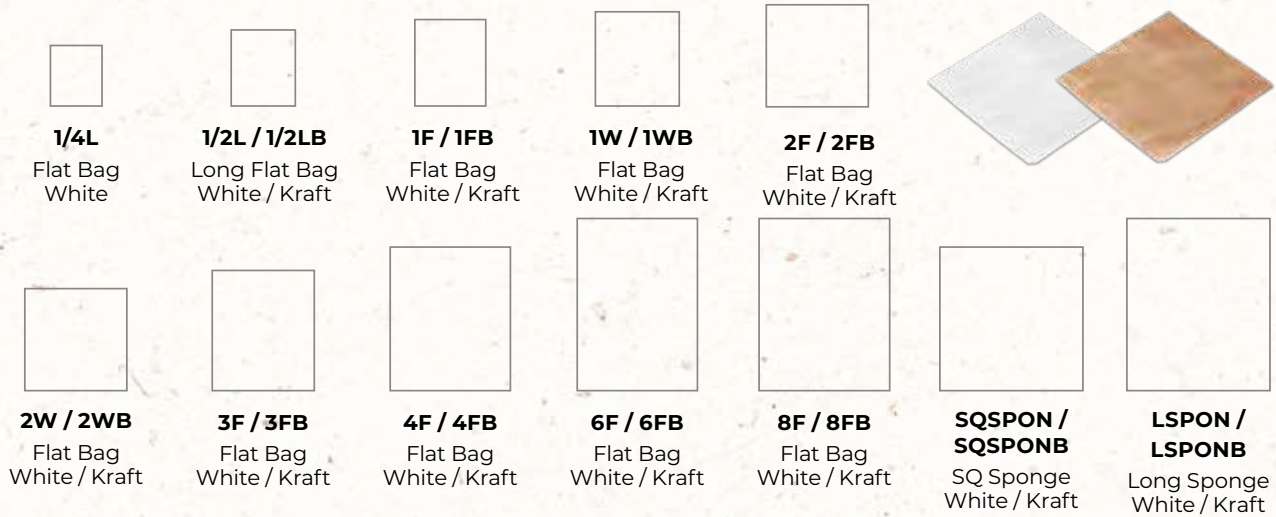 1/4L
Flat Bag
White
1/2L / 1/2LB
Long Flat Bag
White / Kraft
1F / 1FB
Flat Bag
White / Kraft
1W / 1WB
Flat Bag
White / Kraft
2F / 2FB
Flat Bag
White / Kraft
2W / 2WB
Flat Bag
White / Kraft
3F / 3FB
Flat Bag
White / Kraft
4F / 4FB
Flat Bag
White / Kraft
6F / 6FB
Flat Bag
White / Kraft
8F / 8FB
Flat Bag
White / Kraft
SQSPON /
SQSPONB
SQ Sponge
White / Kraft
LSPON /
LSPONB
Long Sponge
White / Kraft